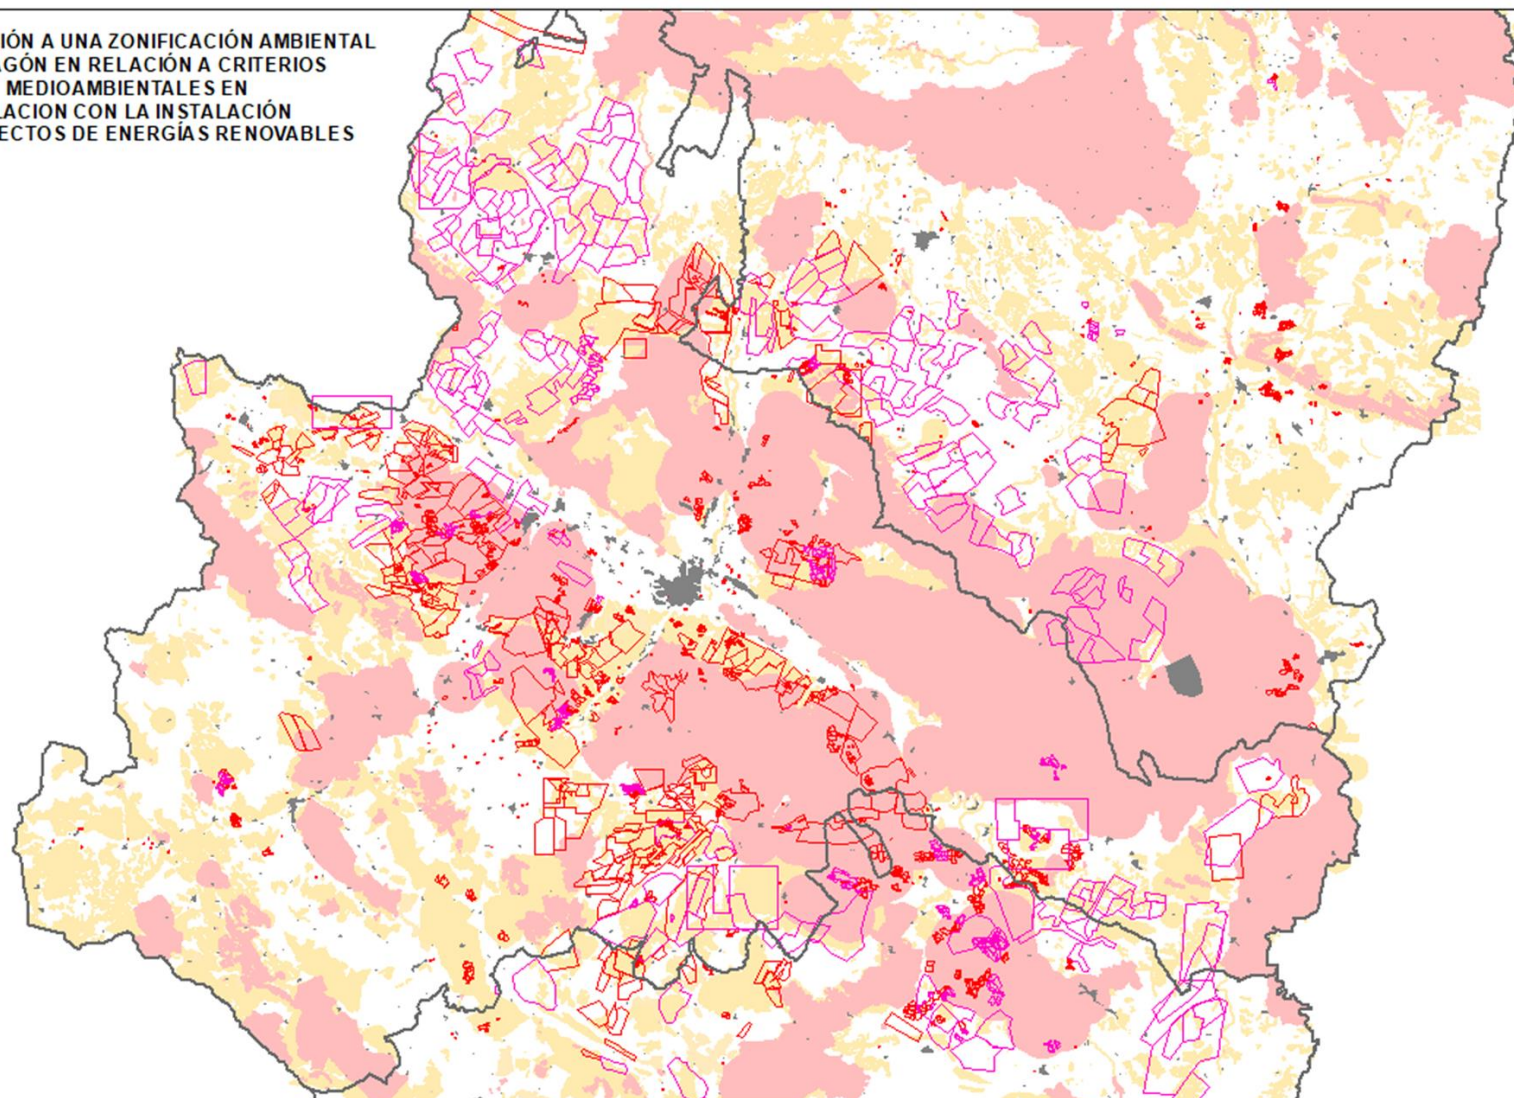 IÓN A UNA ZONIFICACIÓN AMBIENTAL
AGÓN EN RELACIÓN A CRITERIOS
MEDIOAMBIENTALES EN
LACION CON LA INSTALACIÓN
ECTOS DE ENERGÍAS RENOVABLES